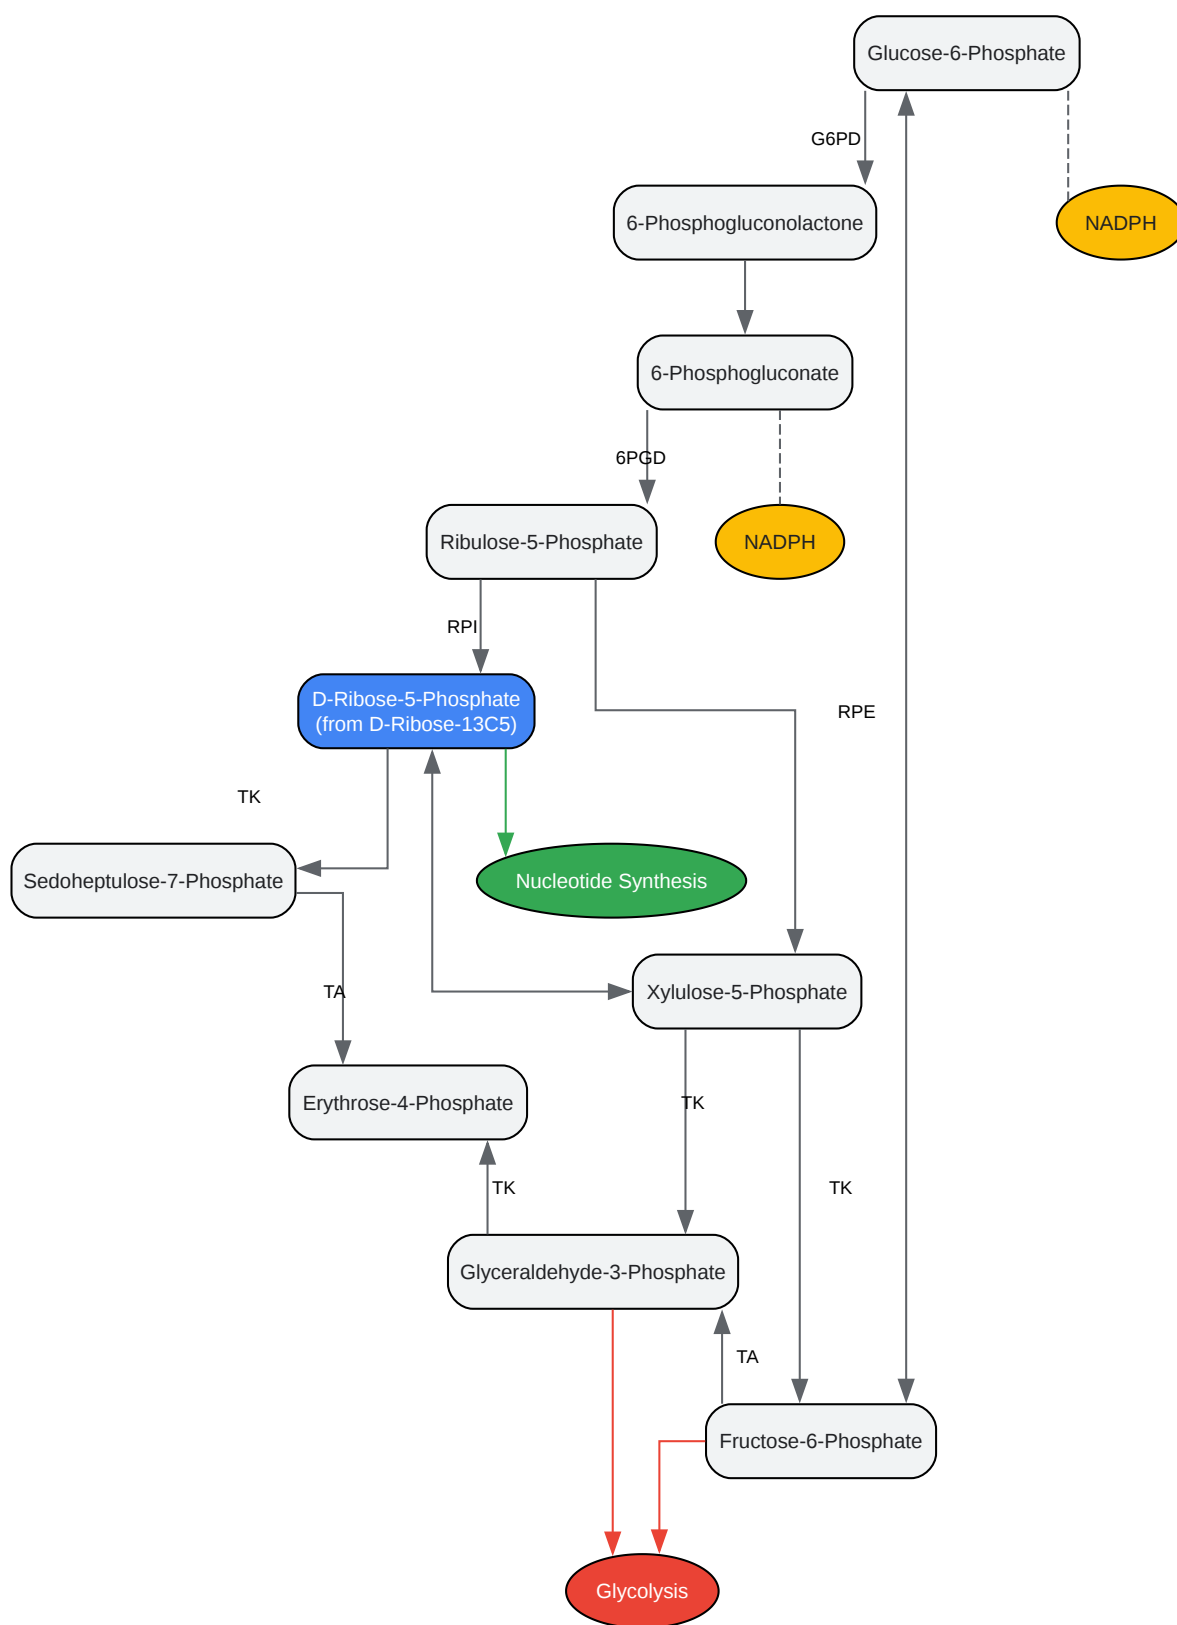 Glucose-6-Phosphate
G6PD
6-Phosphogluconolactone
NADPH
6-Phosphogluconate
6PGD
Ribulose-5-Phosphate
NADPH
RPI
D-Ribose-5-Phosphate
(from D-Ribose-13C5)
RPE
TK
Sedoheptulose-7-Phosphate
Nucleotide Synthesis
TA
Xylulose-5-Phosphate
Erythrose-4-Phosphate
TK
TK
TK
Glyceraldehyde-3-Phosphate
TA
Fructose-6-Phosphate
Glycolysis